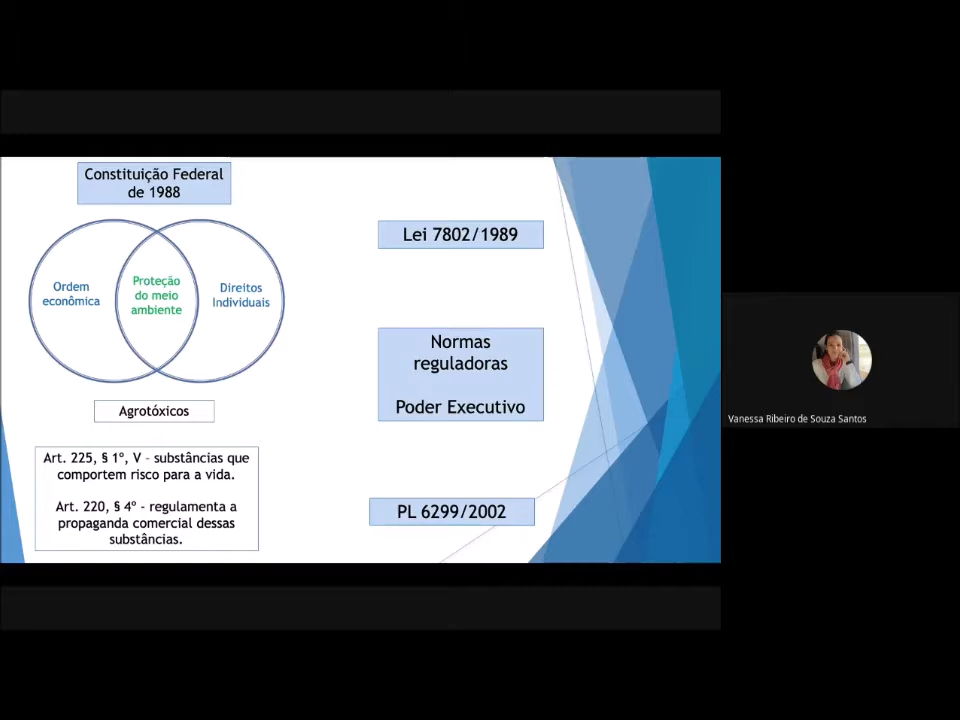 Constituição Federal
de 1988
Ordem
econômica
Proteção
do meio
ambiente
Direitos
Individuais
Agrotóxicos
Art. 225, § 1º, V – substâncias que
comportem risco para a vida.
Art. 220, § 4º - regulamenta a
propaganda comercial dessas
substâncias.
Lei 7802/1989
Normas
reguladoras
Poder Executivo
PL 6299/2002
Vanessa Ribeiro de Souza Santos